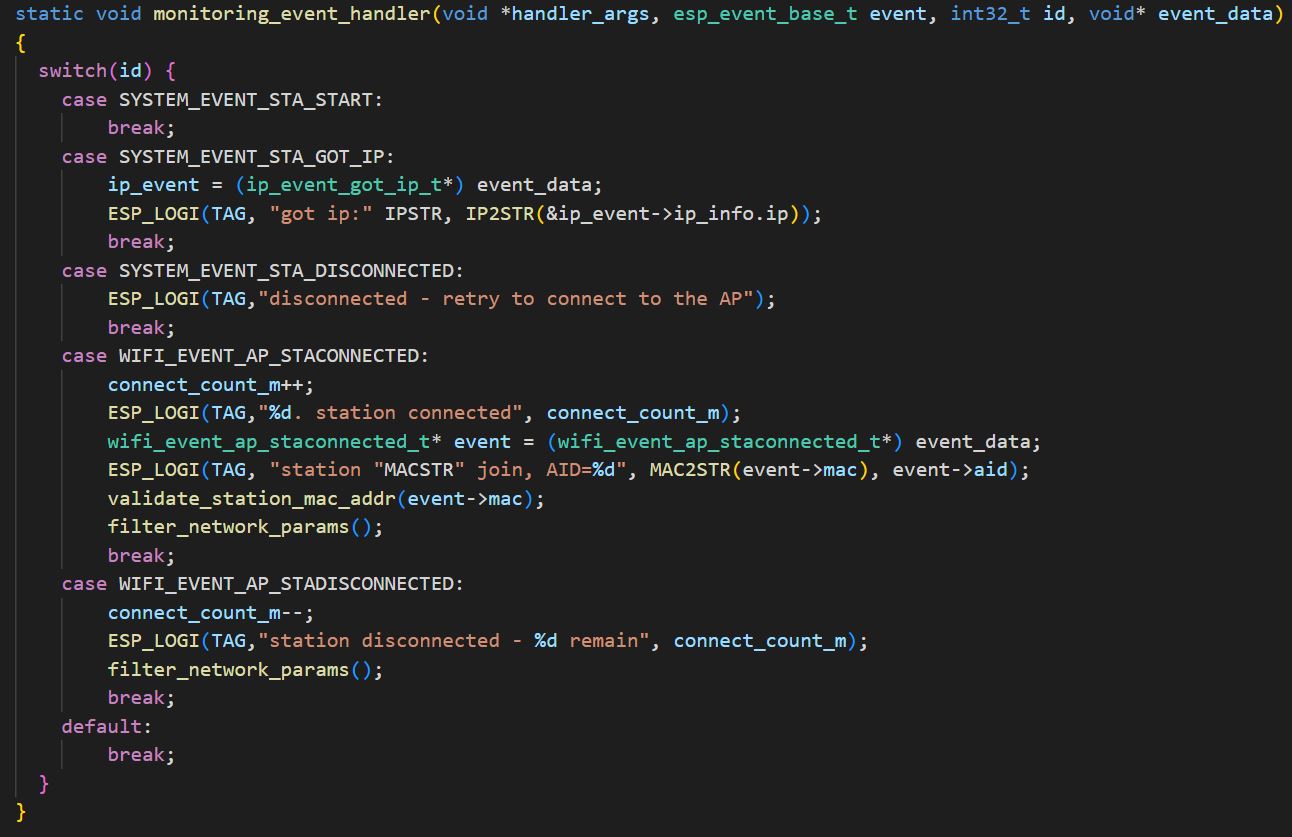 static void monitoring_event_handler(void *handler_args, esp_event_base_t event, int32_t id, void* event_data)
{
  switch(id) {
    case SYSTEM_EVENT_STA_START:
        break;
    case SYSTEM_EVENT_STA_GOT_IP:
        ip_event = (ip_event_got_ip_t*) event_data;
        ESP_LOGI(TAG, "got ip:" IPSTR, IP2STR(&ip_event->ip_info.ip));
        break;
    case SYSTEM_EVENT_STA_DISCONNECTED:
        ESP_LOGI(TAG,"disconnected - retry to connect to the AP");
        break;
    case WIFI_EVENT_AP_STACONNECTED:
        connect_count_m++;
        ESP_LOGI(TAG,"%d. station connected", connect_count_m);
        wifi_event_ap_staconnected_t* event = (wifi_event_ap_staconnected_t*) event_data;
        ESP_LOGI(TAG, "station "MACSTR" join, AID=%d", MAC2STR(event->mac), event->aid);
        validate_station_mac_addr(event->mac);
        filter_network_params();
        break;
    case WIFI_EVENT_AP_STADISCONNECTED:
        connect_count_m--;
        ESP_LOGI(TAG,"station disconnected - %d remain", connect_count_m);
        filter_network_params();
        break;
    default:
        break;
  }
}